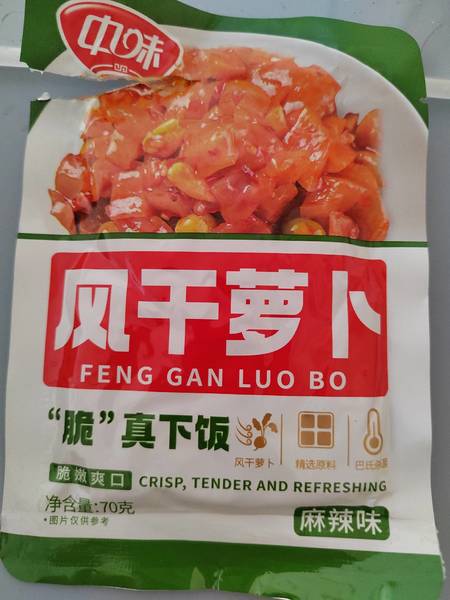 中味
风干萝卜
FENG GAN LUO BO
“脆”真下饭
风干萝卜
精选原料
巴氏杀菌
脆嫩爽口
CRISP, TENDER AND REFRESHING
净含量:70克
*图片仅供参考
麻辣味